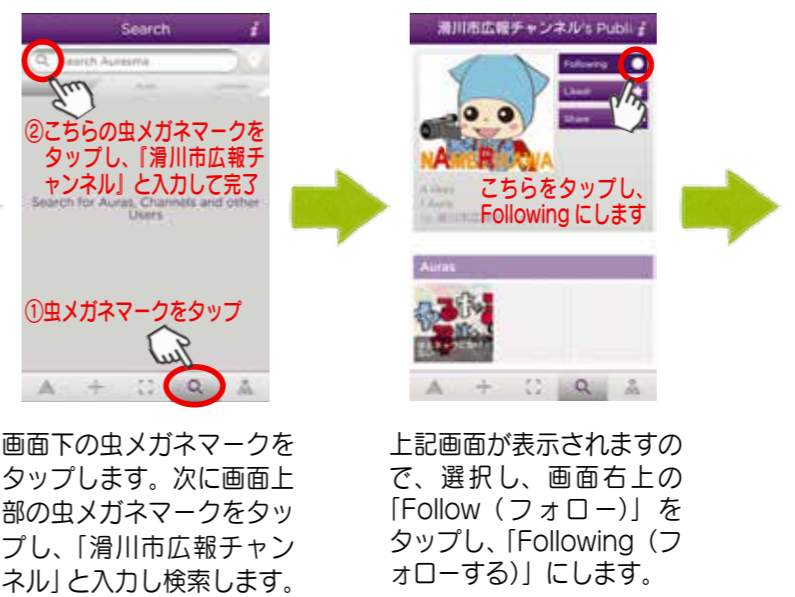 Search
i
Search Aurasma
②こちらの虫メガネマークを
タップし、『滑川市広報チ
ャンネル』と入力して完了
Search for Auras, Channels and other
Users
①虫メガネマークをタップ
画面下の虫メガネマークを
タップします。次に画面上
部の虫メガネマークをタッ
プし、「滑川市広報チャン
ネル」と入力し検索します。
滑川市広報チャンネル's Publi
i
Following
Liked!
Share
NAMERIKAWA
こちらをタップし、
Following にします
Auras
上記画面が表示されますの
で、選択し、画面右上の
「Follow（フォロー）」を
タップし、「Following（フ
ォローする）」にします。